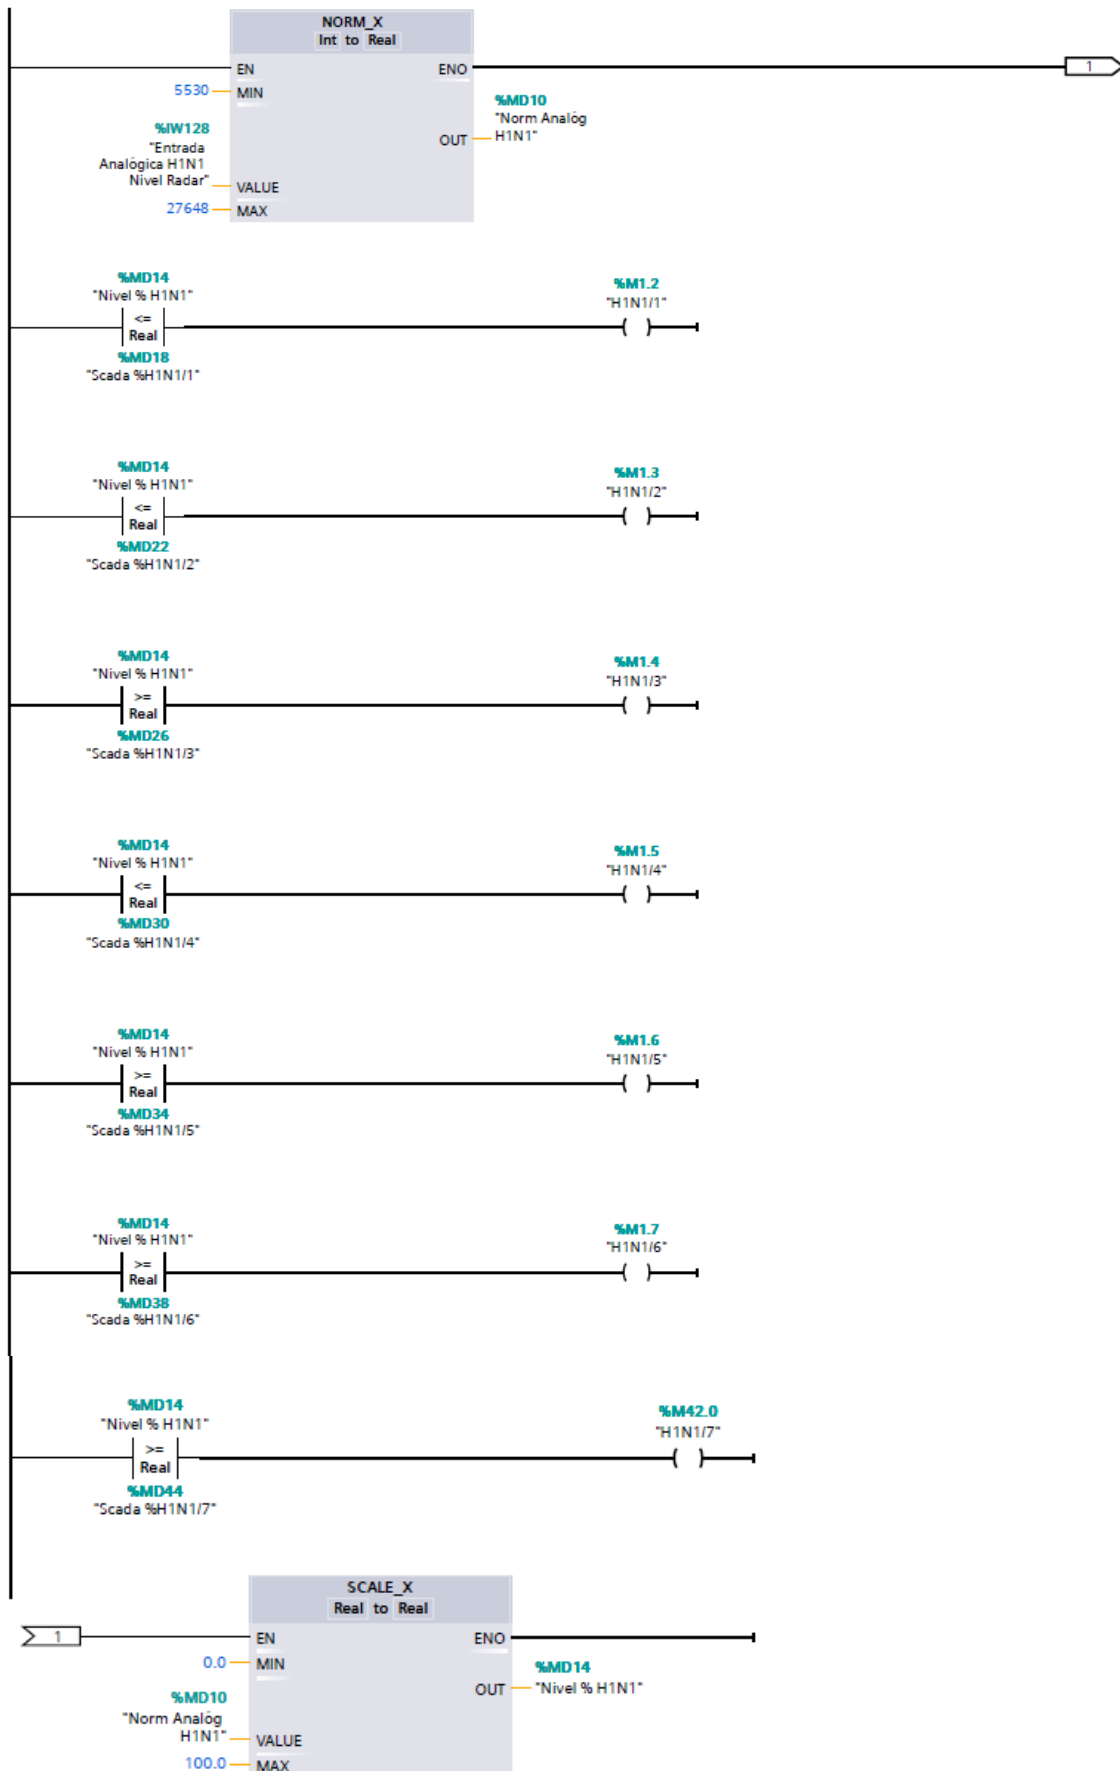 NORM_X
Int to Real
EN
ENO
5530
MIN
%MD10
"Norm Analóg
H1N1"
OUT
%IW128
"Entrada
Analógica H1N1
Nivel Radar"
VALUE
27648
MAX
1
%MD14
"Nivel % H1N1"
<=
Real
%MD18
"Scada %H1N1/1"
%M1.2
"H1N1/1"
%MD14
"Nivel % H1N1"
<=
Real
%MD22
"Scada %H1N1/2"
%M1.3
"H1N1/2"
%MD14
"Nivel % H1N1"
>=
Real
%MD26
"Scada %H1N1/3"
%M1.4
"H1N1/3"
%MD14
"Nivel % H1N1"
<=
Real
%MD30
"Scada %H1N1/4"
%M1.5
"H1N1/4"
%MD14
"Nivel % H1N1"
>=
Real
%MD34
"Scada %H1N1/5"
%M1.6
"H1N1/5"
%MD14
"Nivel % H1N1"
>=
Real
%MD38
"Scada %H1N1/6"
%M1.7
"H1N1/6"
%MD14
"Nivel % H1N1"
>=
Real
%MD44
"Scada %H1N1/7"
%M42.0
"H1N1/7"
SCALE_X
Real to Real
1
EN
ENO
0.0
MIN
%MD14
"Nivel % H1N1"
OUT
%MD10
"Norm Analóg
H1N1"
VALUE
100.0
MAX